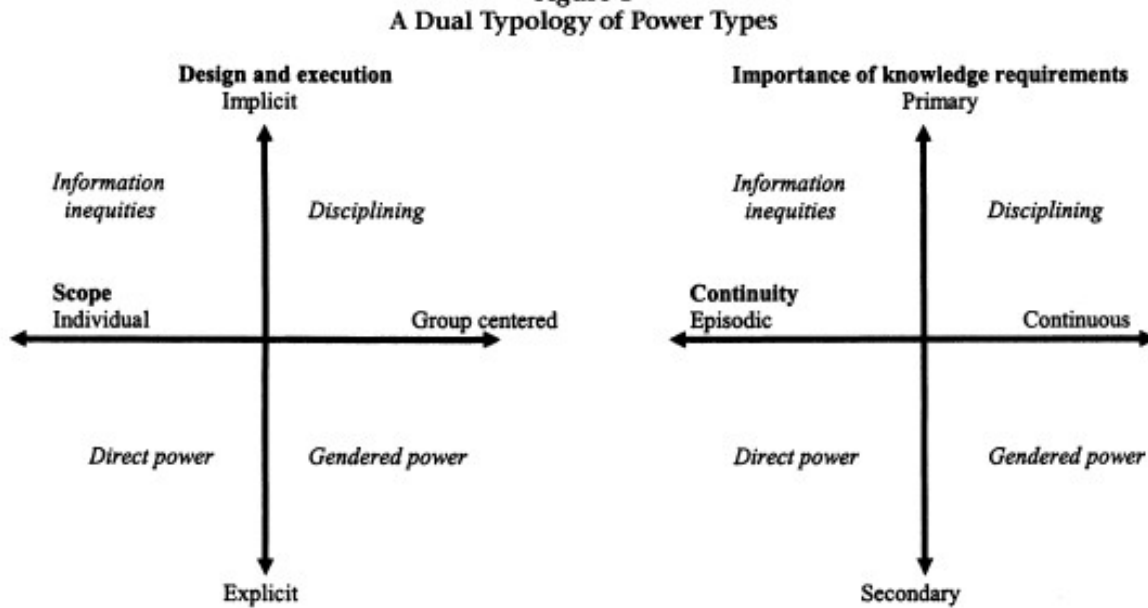 A Dual Typology of Power Types
Design and execution
Implicit
Information
inequities
Disciplining
Scope
Individual
Group centered
Direct power
Gendered power
Explicit
Importance of knowledge requirements
Primary
Information
inequities
Disciplining
Continuity
Episodic
Continuous
Direct power
Gendered power
Secondary